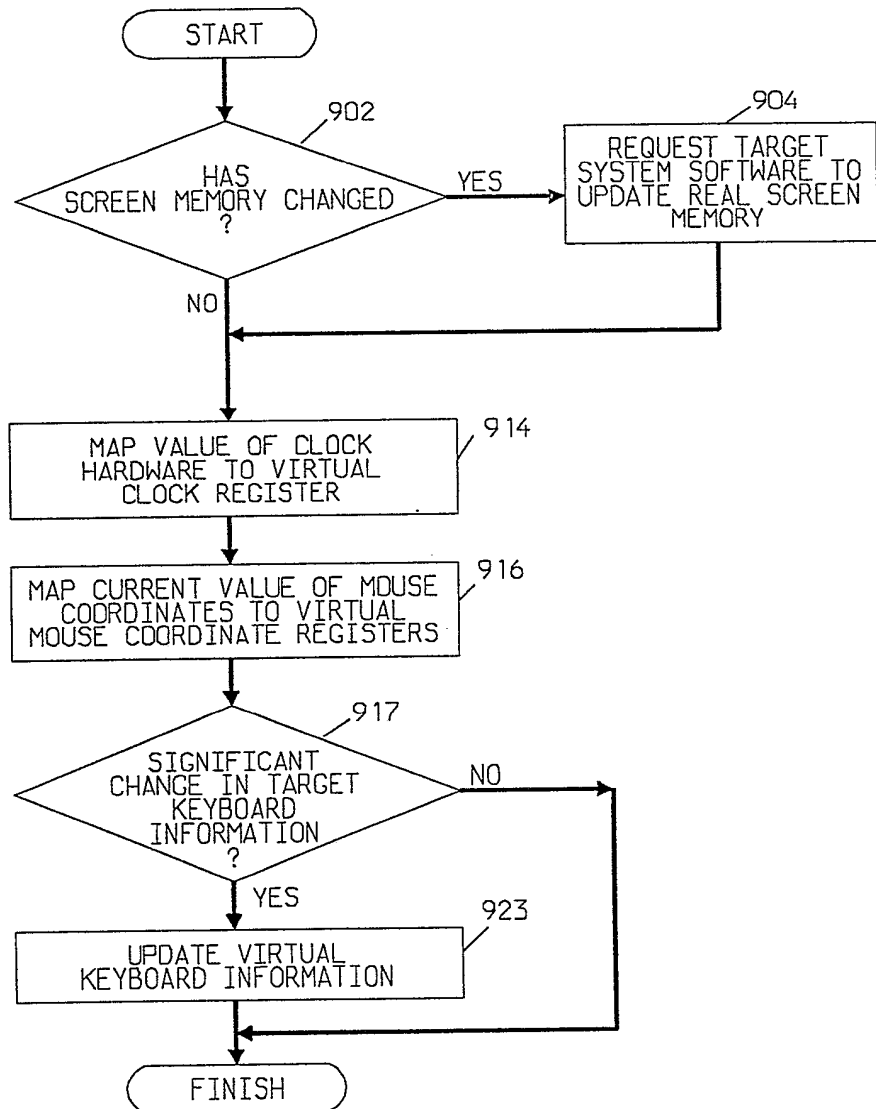 START
902
HAS
SCREEN MEMORY CHANGED
?
YES
904
REQUEST TARGET
SYSTEM SOFTWARE TO
UPDATE REAL SCREEN
MEMORY
NO
914
MAP VALUE OF CLOCK
HARDWARE TO VIRTUAL
CLOCK REGISTER
916
MAP CURRENT VALUE OF MOUSE
COORDINATES TO VIRTUAL
MOUSE COORDINATE REGISTERS
917
SIGNIFICANT
CHANGE IN TARGET
KEYBOARD
INFORMATION
?
NO
YES
923
UPDATE VIRTUAL
KEYBOARD INFORMATION
FINISH